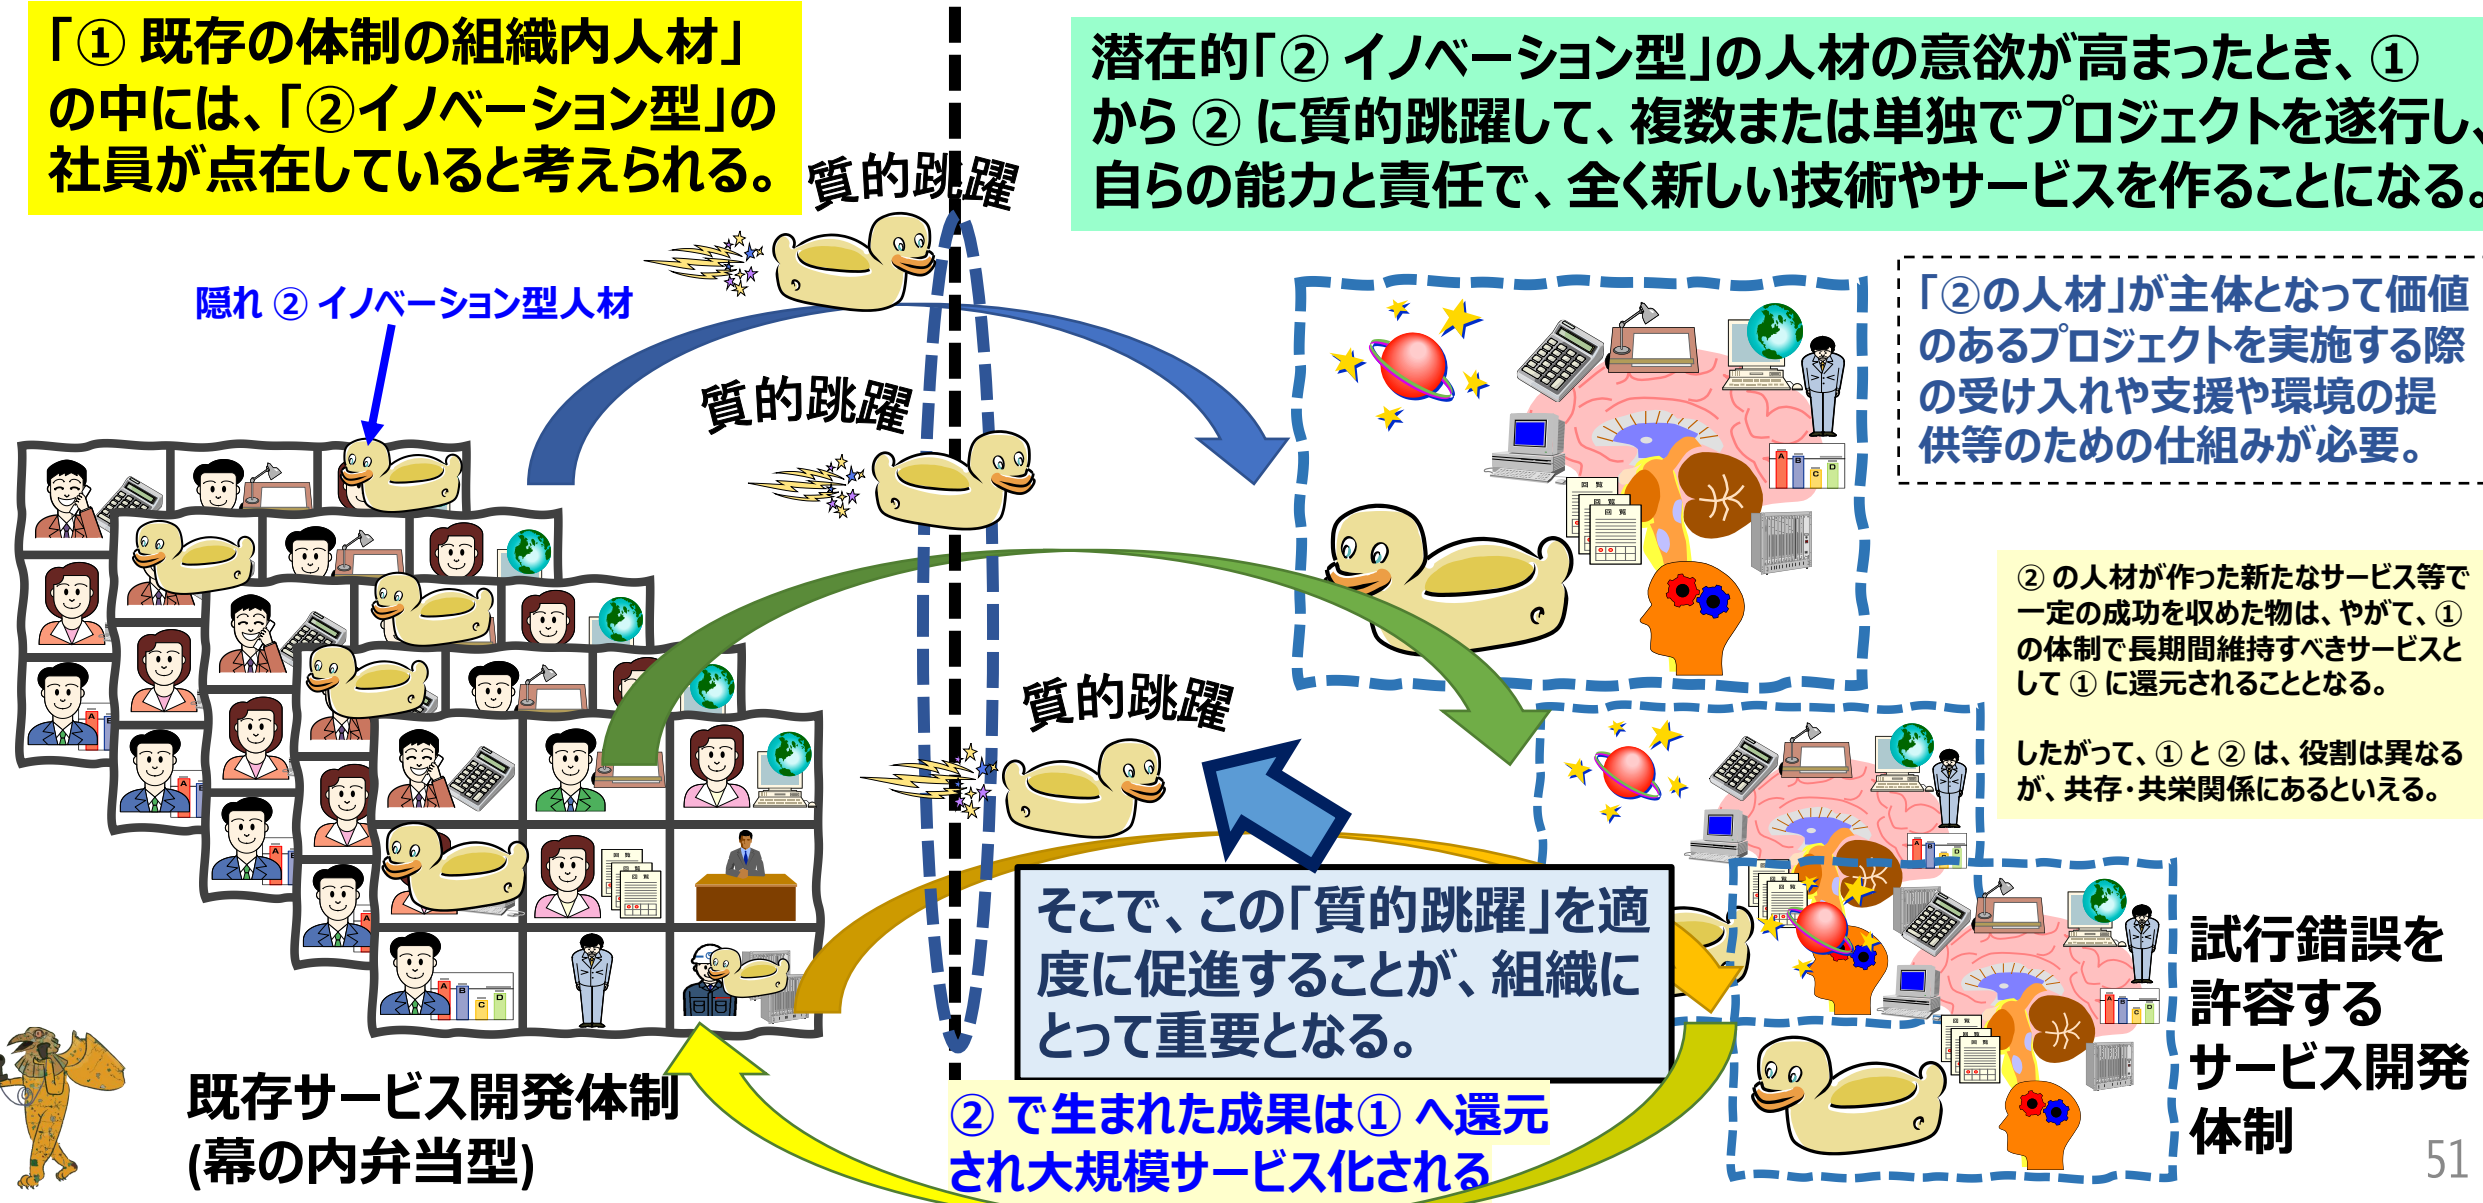 「① 既存の体制の組織内人材」
の中には、「②イノベーション型」の
社員が点在していると考えられる。
潜在的「② イノベーション型」の人材の意欲が高まったとき、①
から ② に質的跳躍して、複数または単独でプロジェクトを遂行し、
自らの能力と責任で、全く新しい技術やサービスを作ることになる。
質的跳躍
隠れ ② イノベーション型人材
「②の人材」が主体となって価値
のあるプロジェクトを実施する際
の受け入れや支援や環境の提
供等のための仕組みが必要。
質的跳躍
② の人材が作った新たなサービス等で
一定の成功を収めた物は、やがて、①
の体制で長期間維持すべきサービスと
して ① に還元されることとなる。
したがって、① と ② は、役割は異なる
が、共存・共栄関係にあるといえる。
質的跳躍
そこで、この「質的跳躍」を適
度に促進することが、組織に
とって重要となる。
試行錯誤を
許容する
サービス開発
体制
既存サービス開発体制
(幕の内弁当型)
② で生まれた成果は① へ還元
され大規模サービス化される
51